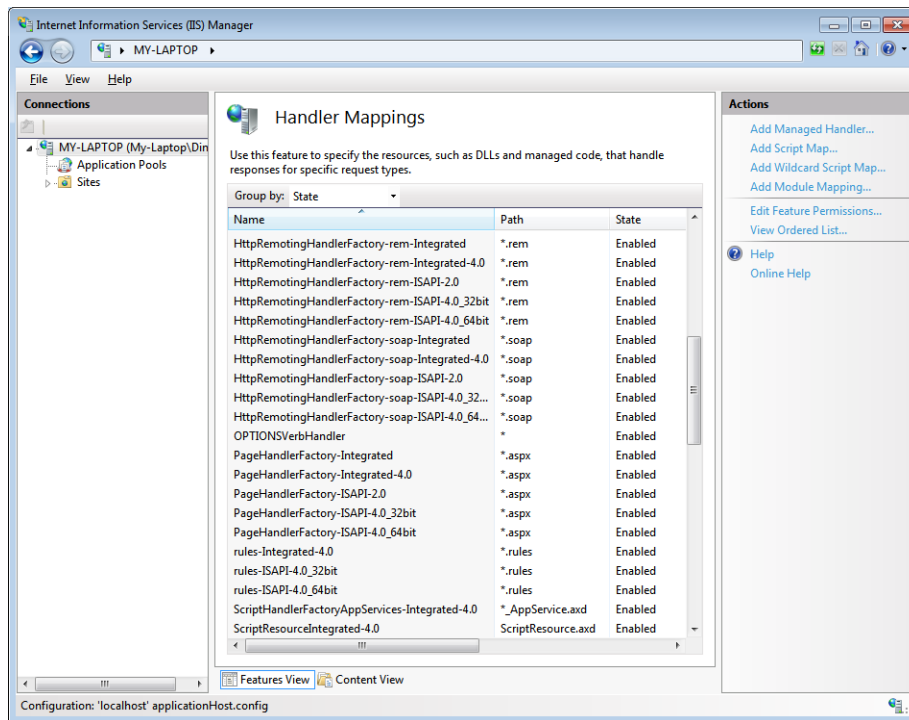 Internet Information Services (IIS) Manager
MY-LAPTOP
File View Help
Connections
MY-LAPTOP (My-Laptop\Din
Application Pools
Sites
Handler Mappings
Use this feature to specify the resources, such as DLLs and managed code, that handle
responses for specific request types.
Group by: State
Name Path State
HttpRemotingHandlerFactory-rem-Integrated *.rem Enabled
HttpRemotingHandlerFactory-rem-Integrated-4.0 *.rem Enabled
HttpRemotingHandlerFactory-rem-ISAPI-2.0 *.rem Enabled
HttpRemotingHandlerFactory-rem-ISAPI-4.0_32bit *.rem Enabled
HttpRemotingHandlerFactory-rem-ISAPI-4.0_64bit *.rem Enabled
HttpRemotingHandlerFactory-soap-Integrated *.soap Enabled
HttpRemotingHandlerFactory-soap-Integrated-4.0 *.soap Enabled
HttpRemotingHandlerFactory-soap-ISAPI-2.0 *.soap Enabled
HttpRemotingHandlerFactory-soap-ISAPI-4.0_32... *.soap Enabled
HttpRemotingHandlerFactory-soap-ISAPI-4.0_64... *.soap Enabled
OPTIONSVerbHandler * Enabled
PageHandlerFactory-Integrated *.aspx Enabled
PageHandlerFactory-Integrated-4.0 *.aspx Enabled
PageHandlerFactory-ISAPI-2.0 *.aspx Enabled
PageHandlerFactory-ISAPI-4.0_32bit *.aspx Enabled
PageHandlerFactory-ISAPI-4.0_64bit *.aspx Enabled
rules-Integrated-4.0 *.rules Enabled
rules-ISAPI-4.0_32bit *.rules Enabled
rules-ISAPI-4.0_64bit *.rules Enabled
ScriptHandlerFactoryAppServices-Integrated-4.0 *_AppService.axd Enabled
ScriptResourceIntegrated-4.0 ScriptResource.axd Enabled
Features View Content View
Actions
Add Managed Handler...
Add Script Map...
Add Wildcard Script Map...
Add Module Mapping...
Edit Feature Permissions...
View Ordered List...
Help
Online Help
Configuration: 'localhost' applicationHost.config